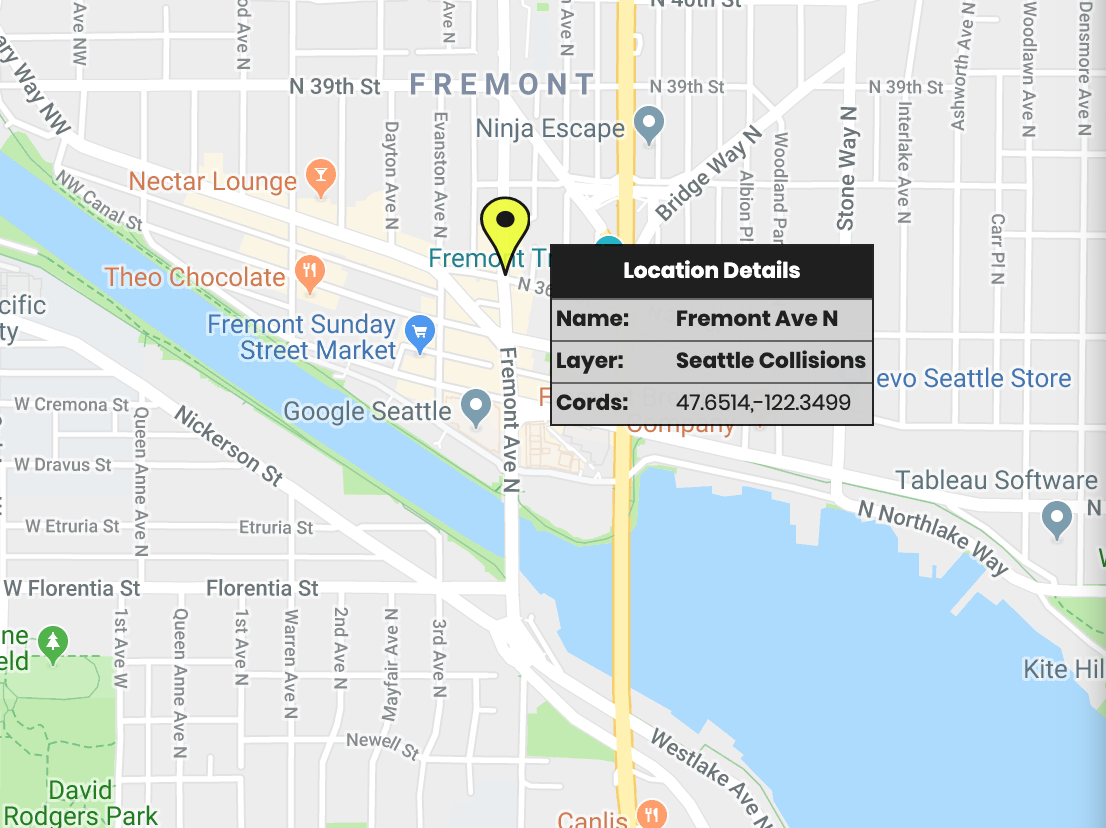 N 40th St
Ave NW
Ave N
Ave N
Woodlawn Ave N
Densmore Ave N
Ashworth Ave N
N 39th St
FREMONT
N 39th St
N 39th St
Way NW
Ninja Escape
Dayton Ave N
Evanston Ave N
Bridge Way N
Stone Way N
Interlake Ave N
Albion Pl
Woodland
Nectar Lounge
NW Canal St
Carr Pl N
Fremont
Theo Chocolate
N
Location Details
Name: Fremont Ave N
Layer: Seattle Collisions
Cords: 47.6514,-122.3499
Fremont Sunday
Street Market
evo Seattle Store
W Cremona St
Google Seattle
Fremont Ave N
Company
Nickerson St
Queen Anne Ave N
W Dravus St
Tableau Software
N
N Northlake Way
W Etruria St
Etruria St
W Florentia St
Florentia St
1st Ave W
Queen Anne Ave N
1st Ave N
Warren Ave N
2nd Ave N
Mayfair Ave N
3rd Ave N
Kite Hil
Newell St
Westlake Ave N
David
Rodgers Park
Canlis